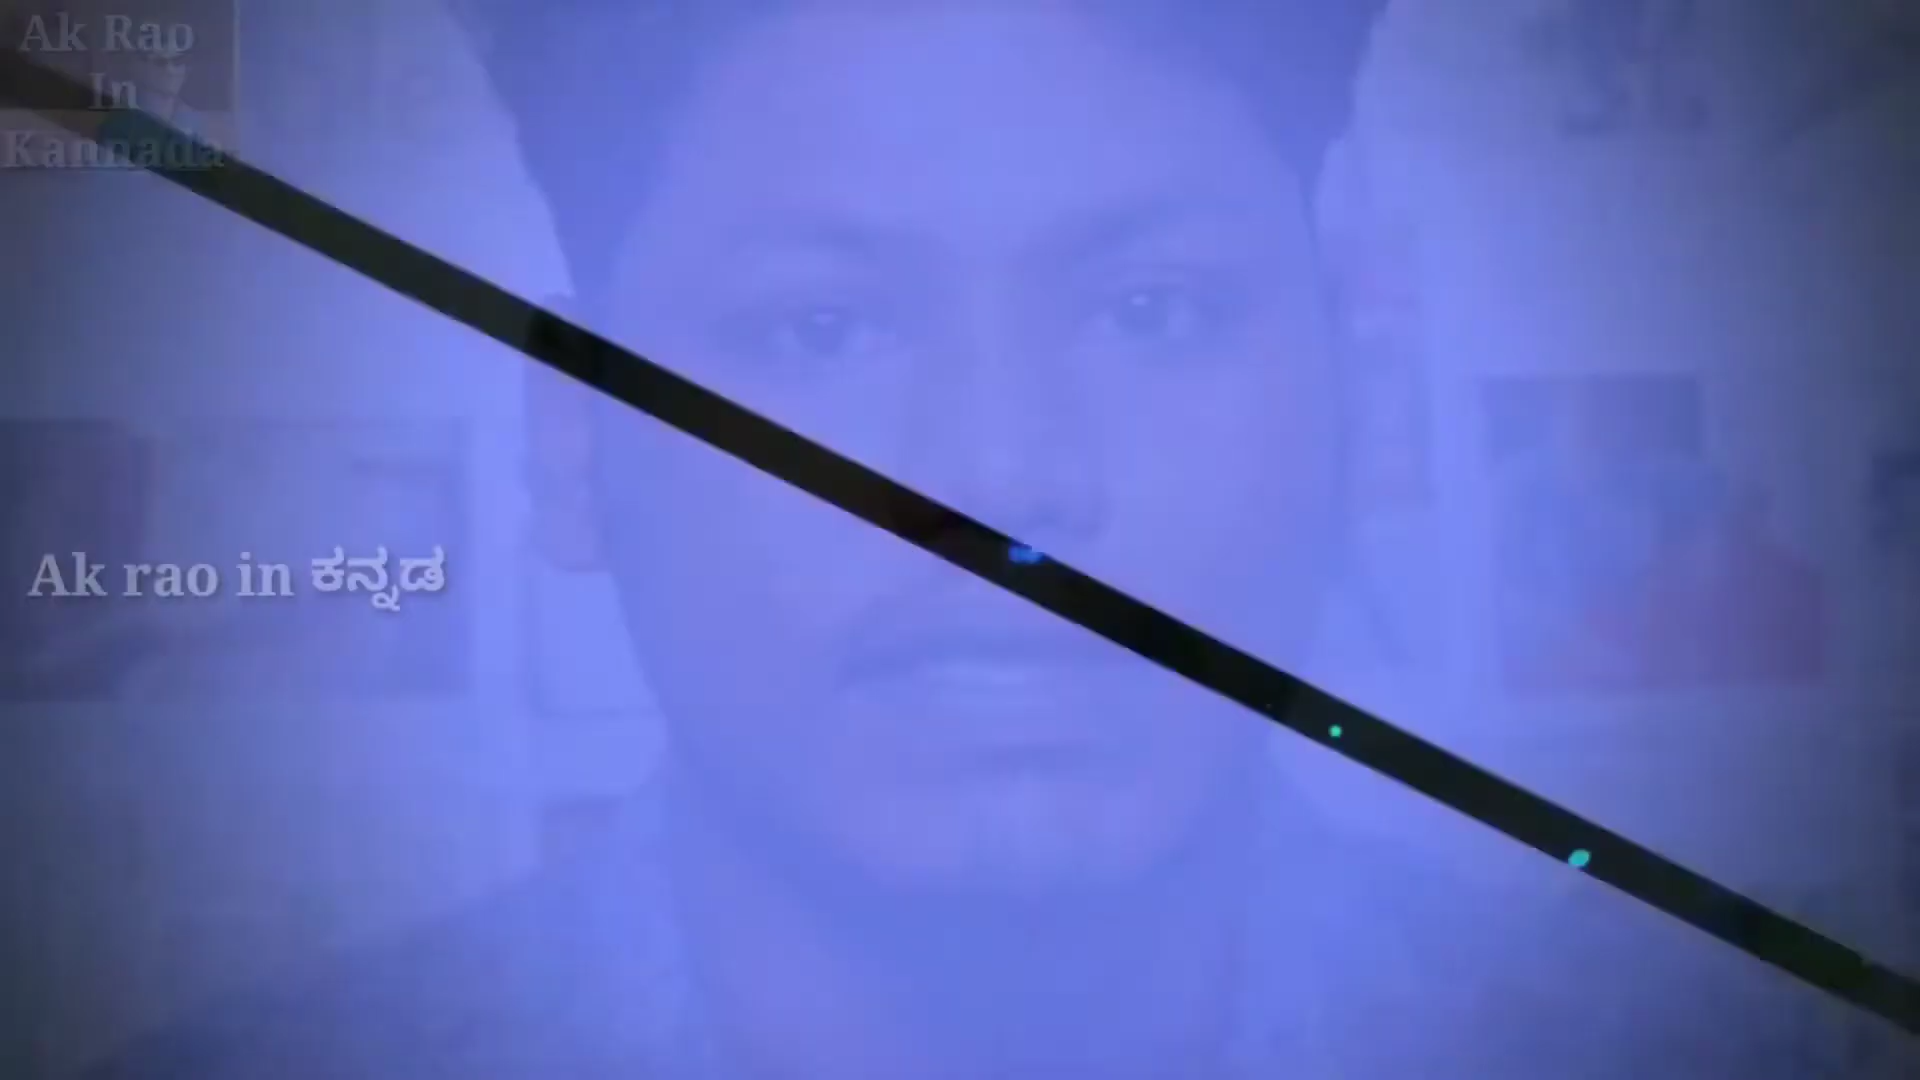 Ak Rao
In
Kannada
Ak rao in ಕನ್ನಡ